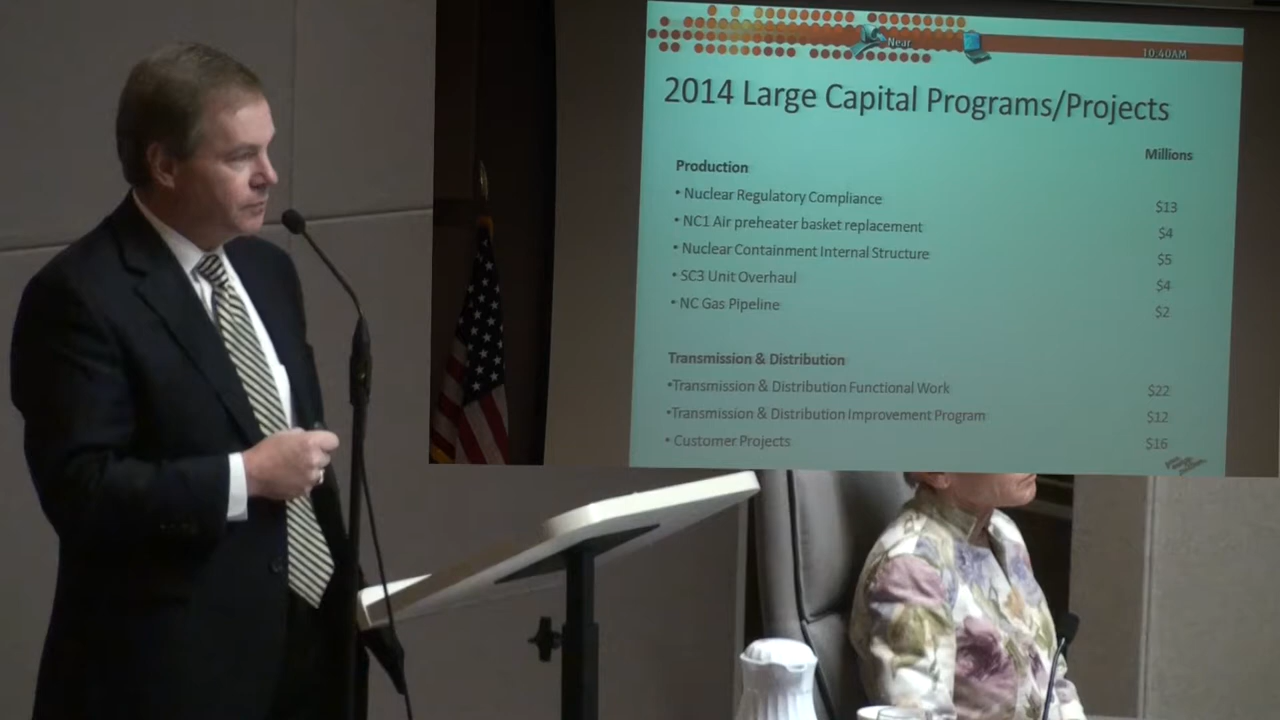 Near
10:40AM
2014 Large Capital Programs/Projects
Millions
Production
• Nuclear Regulatory Compliance $13
• NC1 Air preheater basket replacement $4
• Nuclear Containment Internal Structure $5
• SC3 Unit Overhaul $4
• NC Gas Pipeline $2
Transmission & Distribution
•Transmission & Distribution Functional Work $22
•Transmission & Distribution Improvement Program $12
• Customer Projects $16